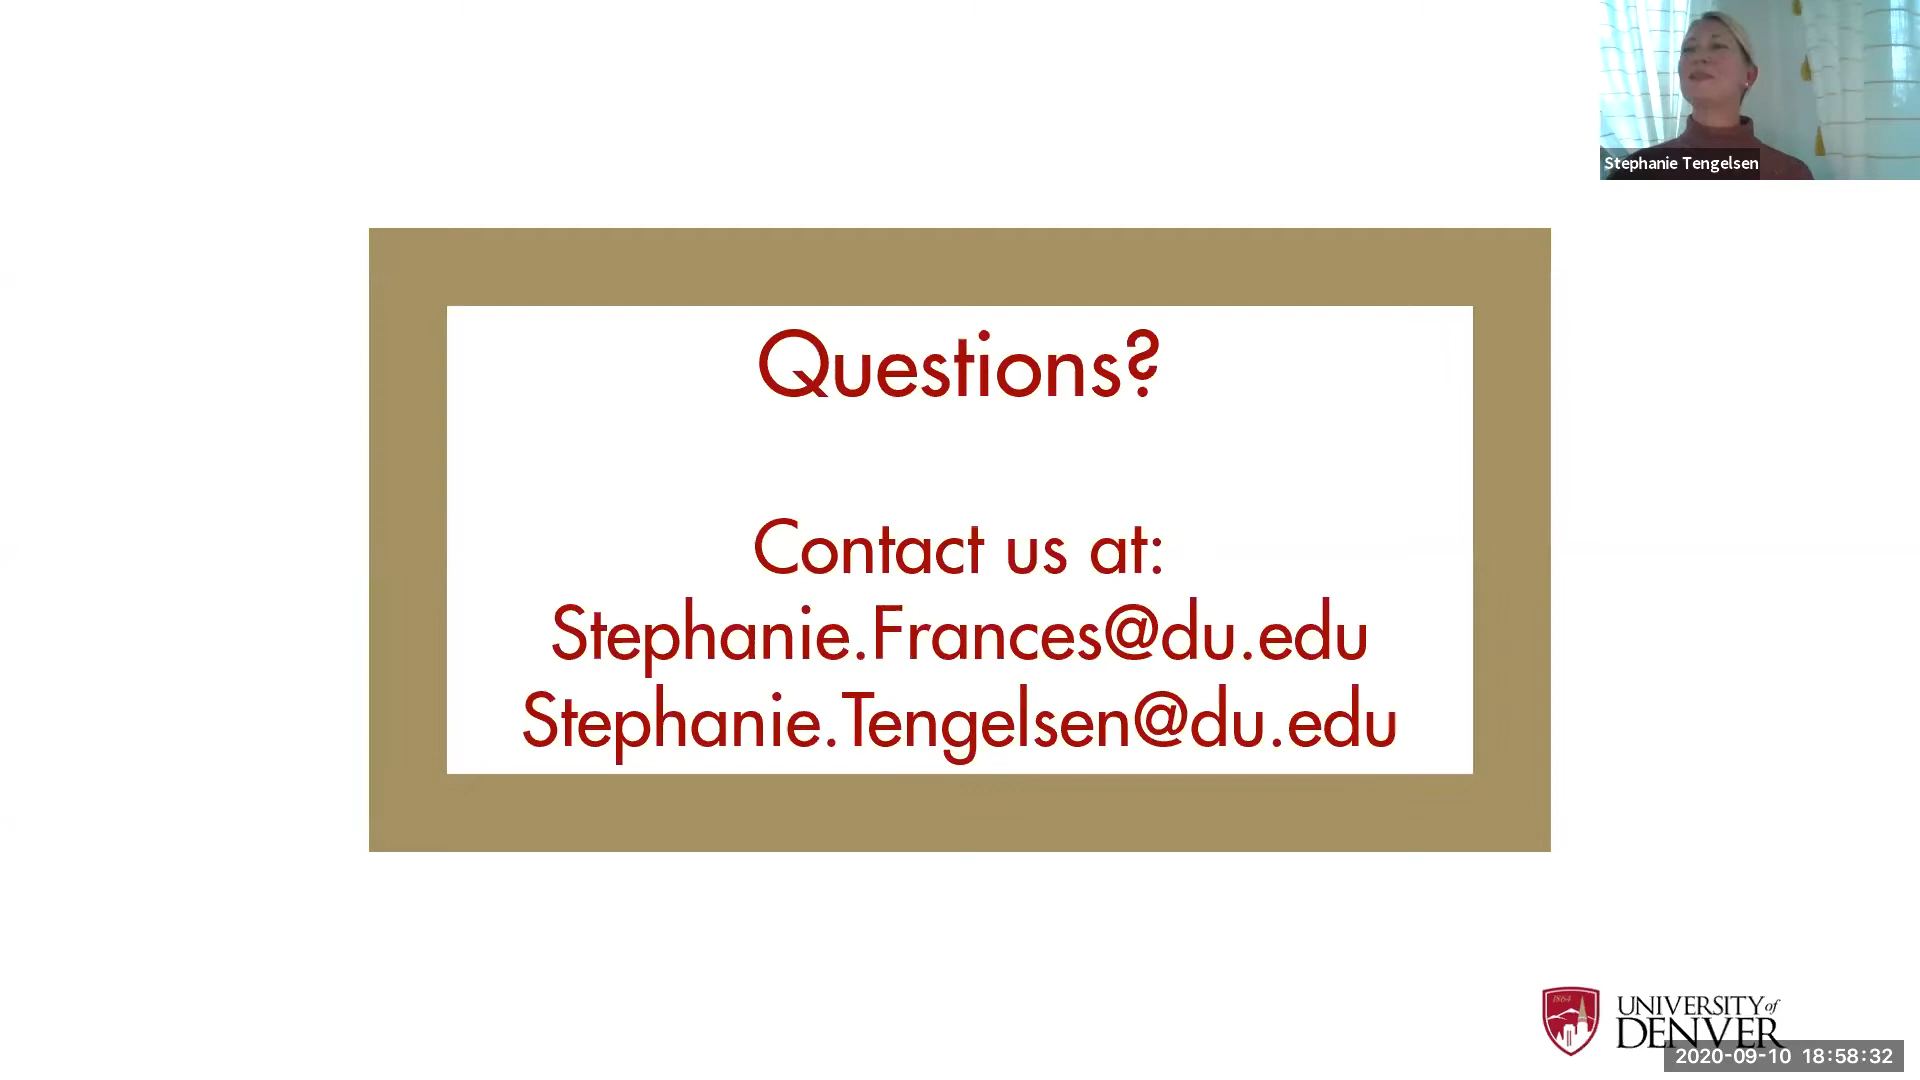 Stephanie Tengelsen
Questions?
Contact us at:
Stephanie.Frances@du.edu
Stephanie.Tengelsen@du.edu
1864
UNIVERSITY of
DENVER
2020-09-10 18:58:32